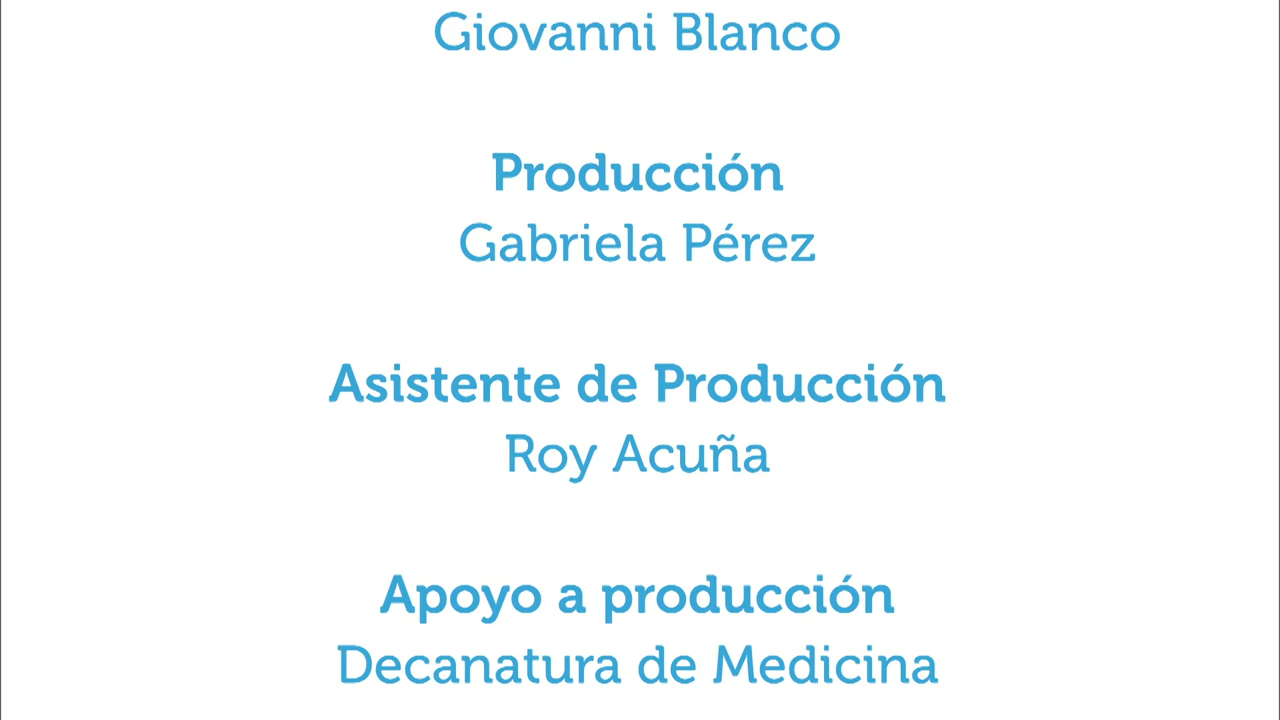 Giovanni Blanco
Producción
Gabriela Pérez
Asistente de Producción
Roy Acuña
Apoyo a producción
Decanatura de Medicina